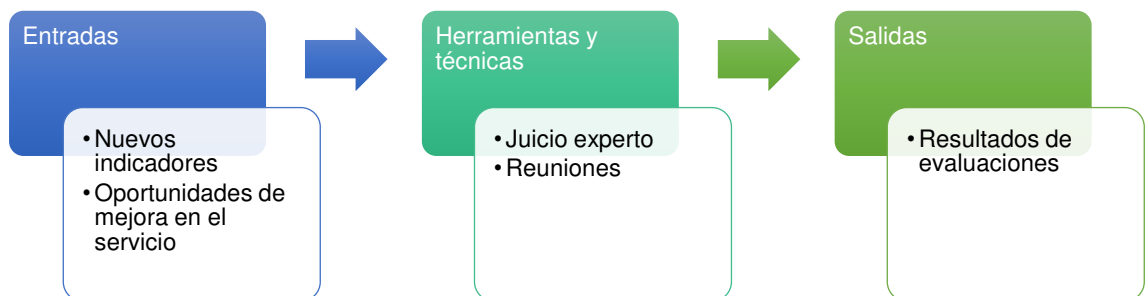 Entradas
• Nuevos
indicadores
• Oportunidades de
mejora en el
servicio
Herramientas y
técnicas
• Juicio experto
• Reuniones
Salidas
• Resultados de
evaluaciones